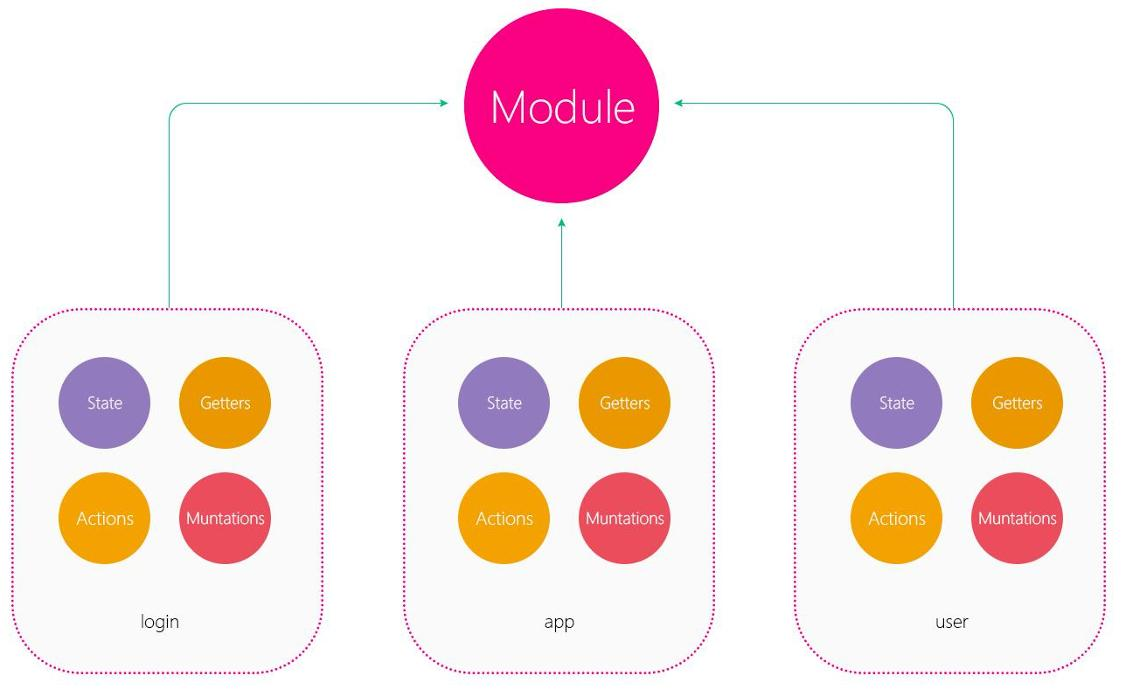 Module
State
Getters
Actions
Muntations
login
State
Getters
Actions
Muntations
app
State
Getters
Actions
Muntations
user